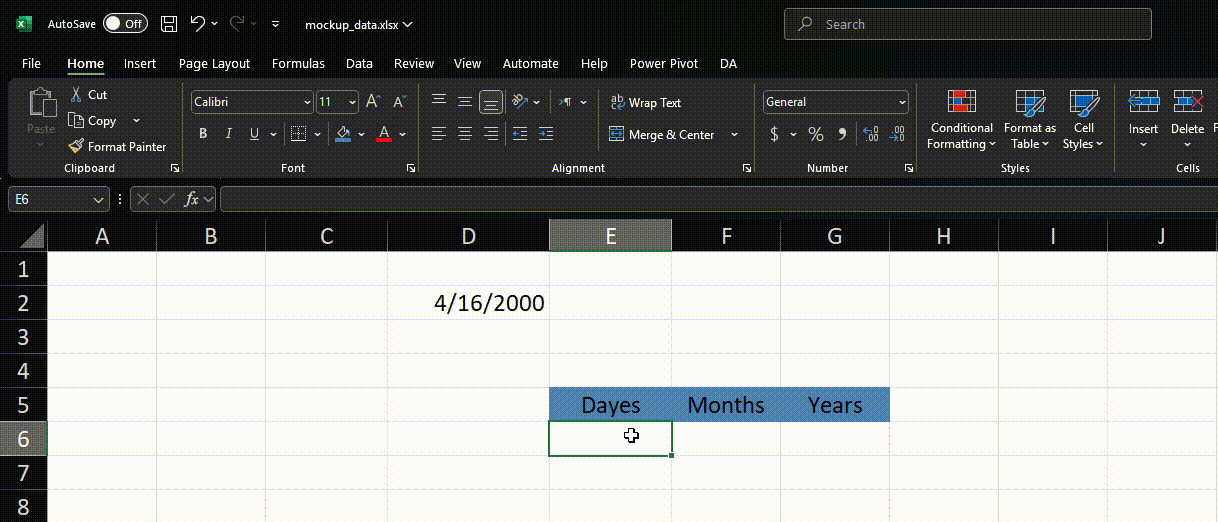 AutoSave Off mockup_data.xlsx Search
File Home Insert Page Layout Formulas Data Review View Automate Help Power Pivot DA
Paste Cut Copy Format Painter
Calibri 11
B I U A
Wrap Text
Merge & Center
General
$ % 9
Conditional Formatting
Format as Table
Cell Styles
Insert Delete F
Clipboard Font Alignment Number Styles Cells
E6 fx
A B C D E F G H I J
1
2 4/16/2000
3
4
5 Dayes Months Years
6
7
8